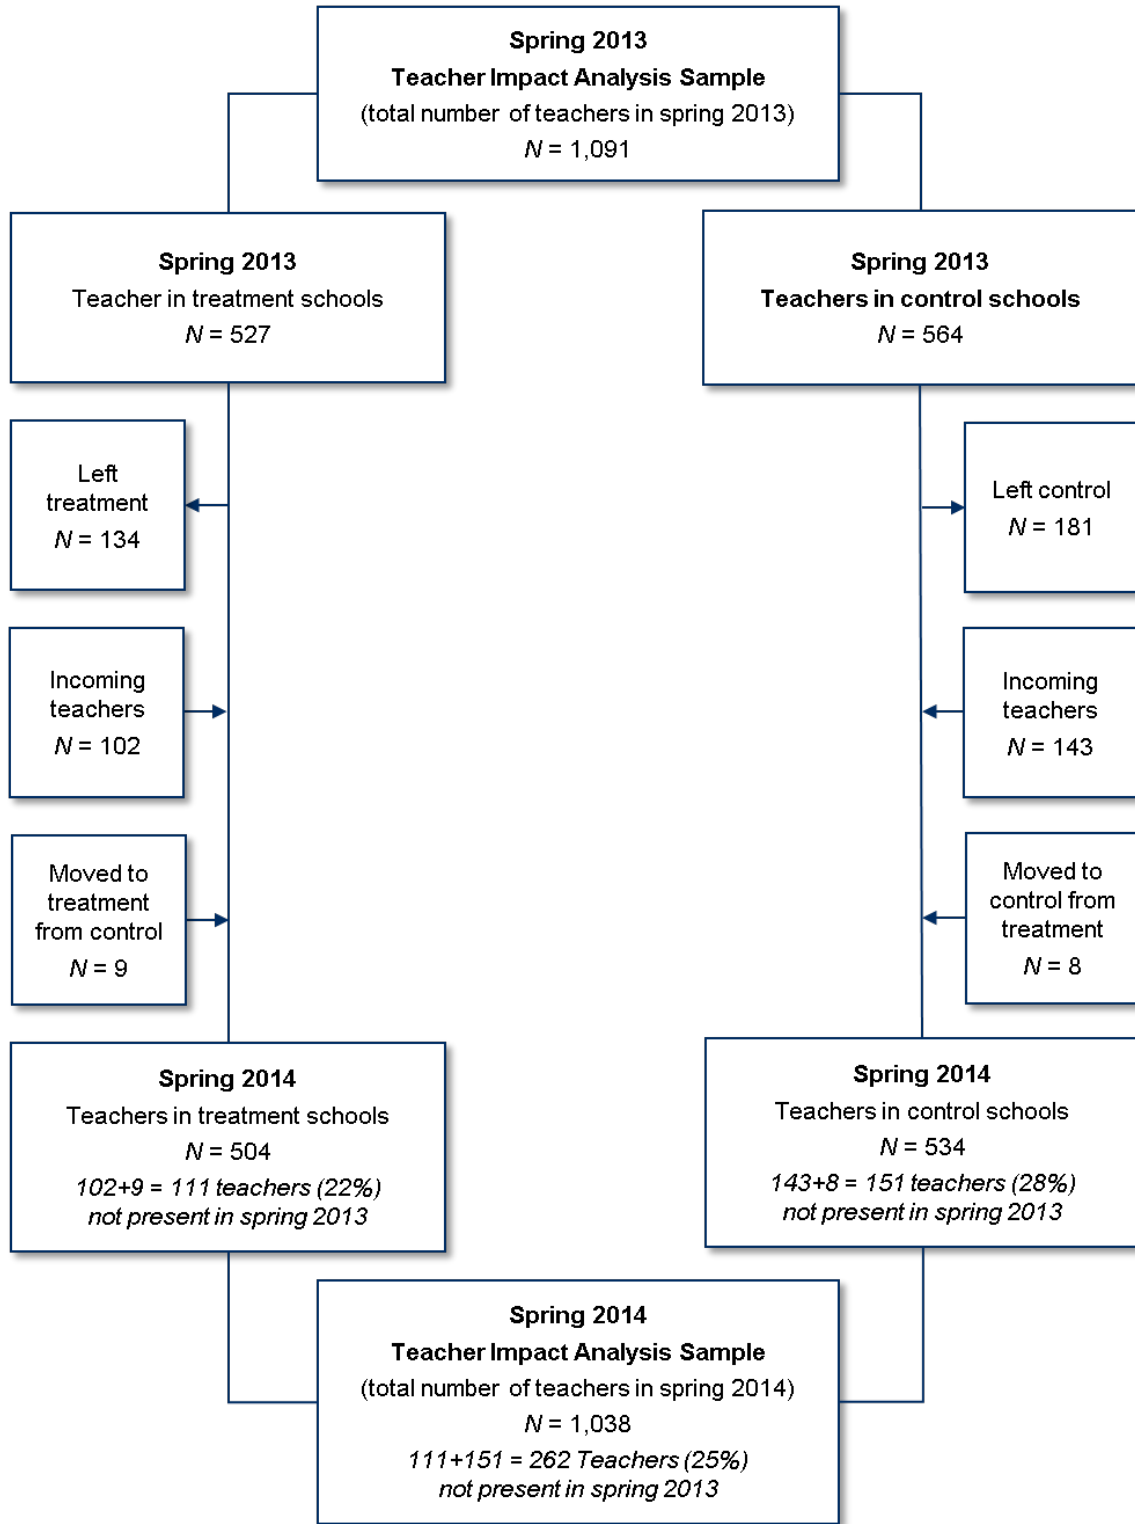 Spring 2013
Teacher Impact Analysis Sample
(total number of teachers in spring 2013)
N = 1,091
Spring 2013
Teacher in treatment schools
N = 527
Spring 2013
Teachers in control schools
N = 564
Left
treatment
N = 134
Left control
N = 181
Incoming
teachers
N = 102
Incoming
teachers
N = 143
Moved to
treatment
from control
N = 9
Moved to
control from
treatment
N = 8
Spring 2014
Teachers in treatment schools
N = 504
102+9 = 111 teachers (22%)
not present in spring 2013
Spring 2014
Teachers in control schools
N = 534
143+8 = 151 teachers (28%)
not present in spring 2013
Spring 2014
Teacher Impact Analysis Sample
(total number of teachers in spring 2014)
N = 1,038
111+151 = 262 Teachers (25%)
not present in spring 2013